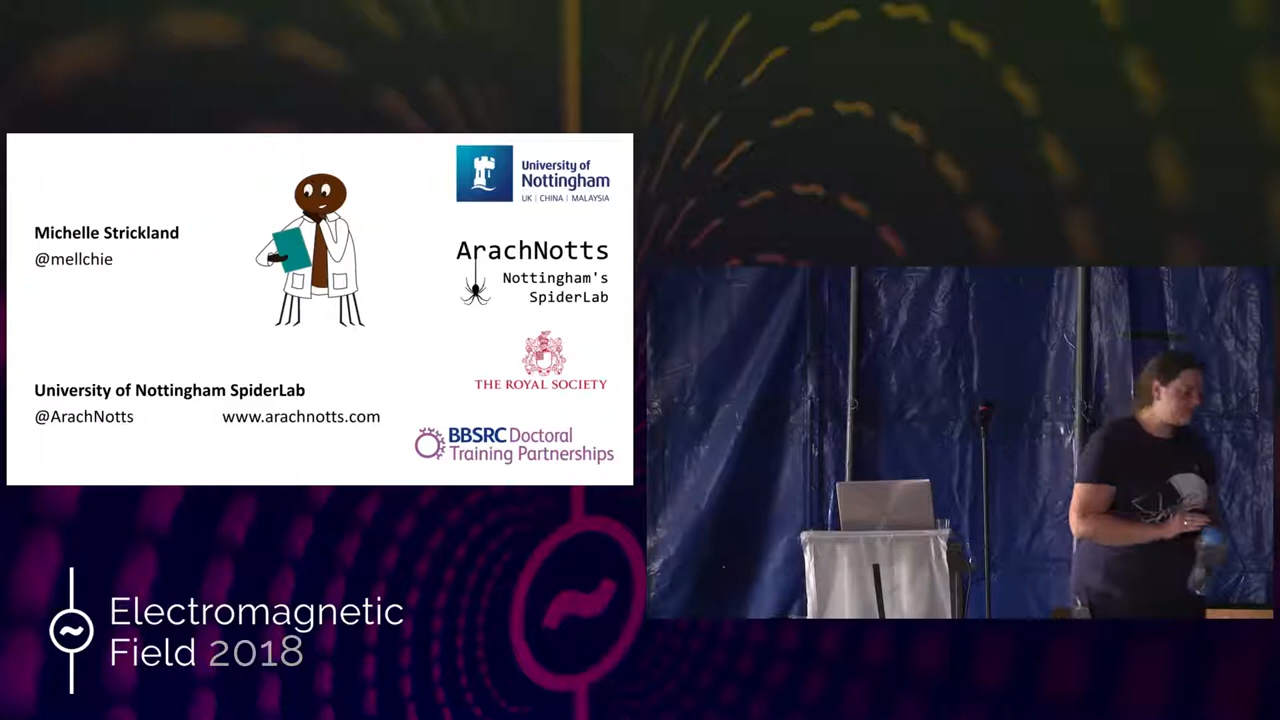 Michelle Strickland
@mellchie
University of Nottingham SpiderLab
@ArachNotts
www.arachnotts.com
University of
Nottingham
UK | CHINA | MALAYSIA
ArachNotts
Nottingham's
SpiderLab
THE ROYAL SOCIETY
BBSRC Doctoral
Training Partnerships
Electromagnetic
Field 2018